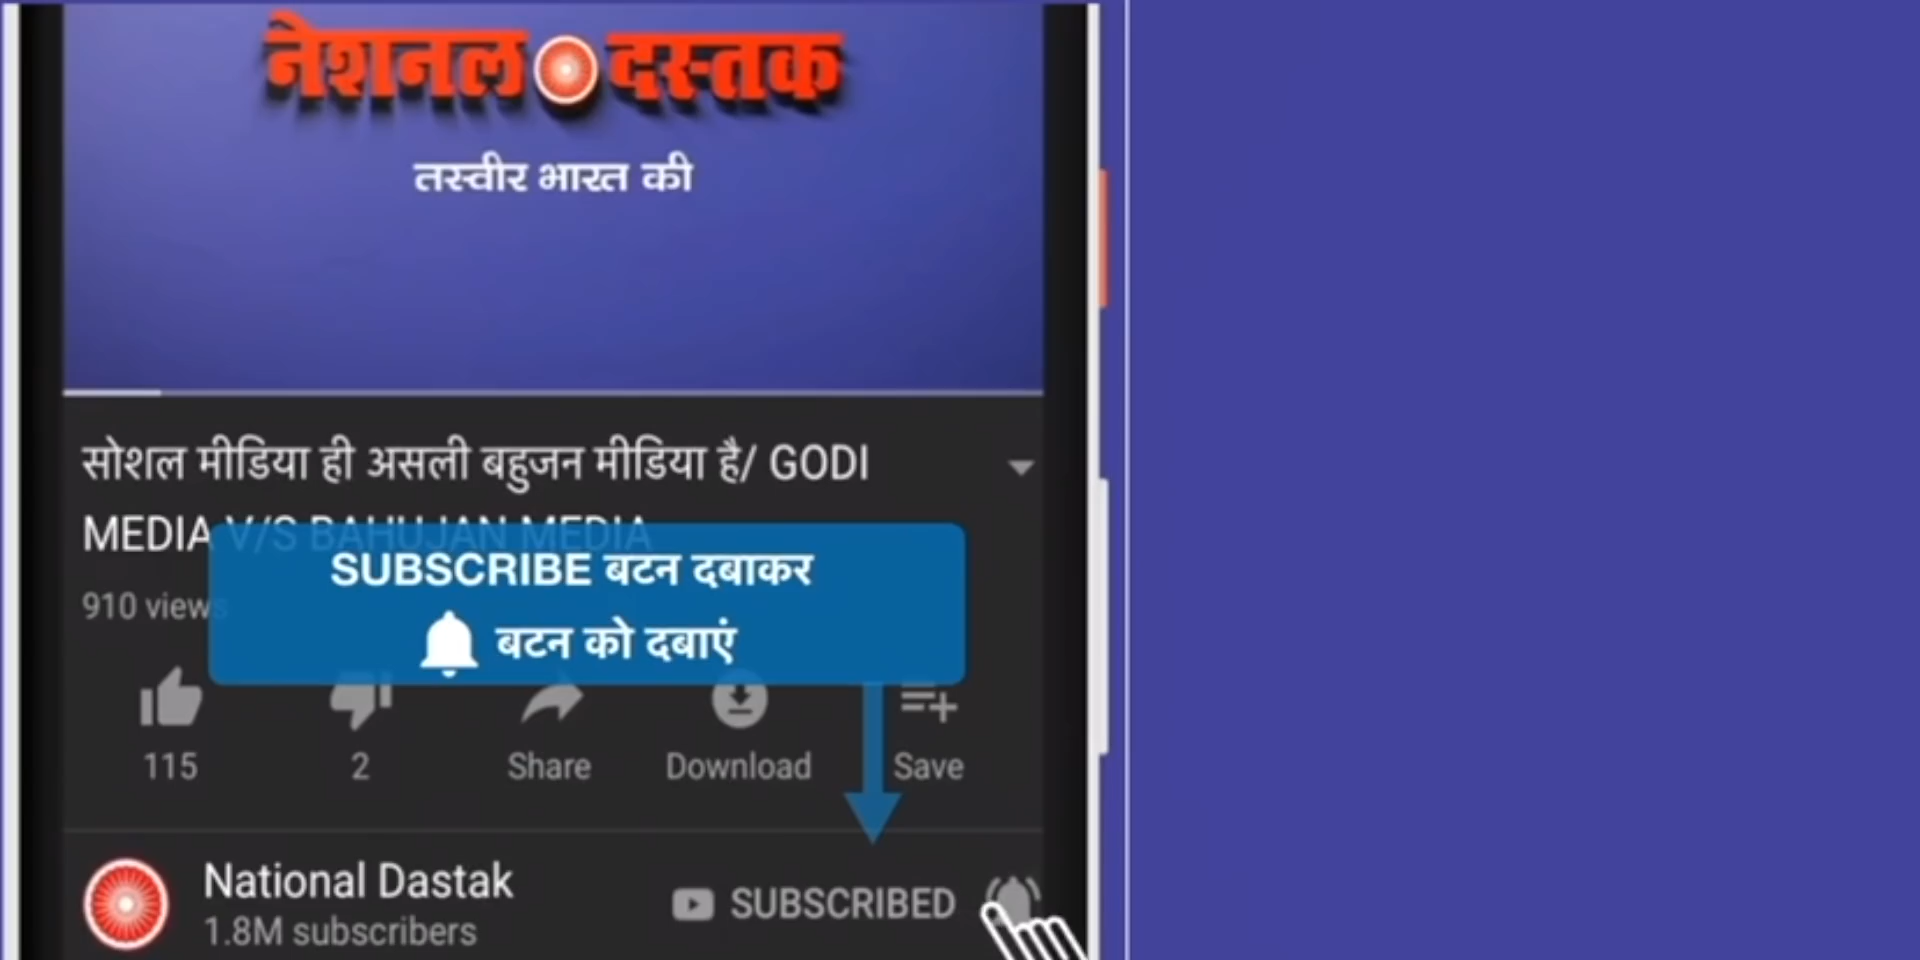 नेशनल दस्तक
तस्वीर भारत की
सोशल मीडिया ही असली बहुजन मीडिया है/ GODI
MEDIA V/S BAHUJAN MEDIA
SUBSCRIBE बटन दबाकर
बटन को दबाएं
910 views
115
2
Share
Download
Save
National Dastak
1.8M subscribers
SUBSCRIBED